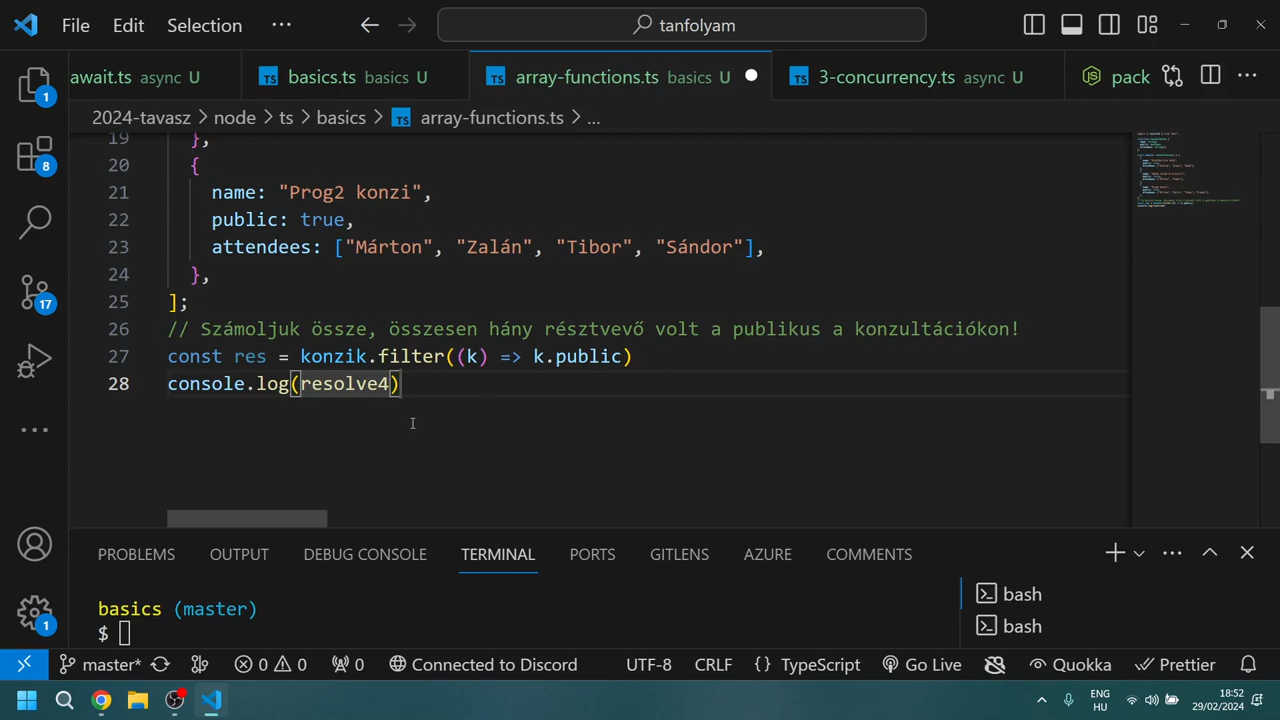 File Edit Selection ··· tanfolyam
await.ts async U basics.ts basics U array-functions.ts basics U 3-concurrency.ts async U pack
2024-tavasz > node > ts > basics > array-functions.ts > ...
19 },
20 {
21 name: "Prog2 konzi",
22 public: true,
23 attendees: ["Márton", "Zalán", "Tibor", "Sándor"],
24 },
25 ];
26 // Számoljuk össze, összesen hány résztvevő volt a publikus a konzultációkon!
27 const res = konzik.filter((k) => k.public)
28 console.log(resolve4)
1
8
17
1
PROBLEMS OUTPUT DEBUG CONSOLE TERMINAL PORTS GITLENS AZURE COMMENTS
basics (master)
$
bash
bash
master* 0 0 0 Connected to Discord UTF-8 CRLF {} TypeScript Go Live Quokka Prettier
ENG
HU
18:52
29/02/2024